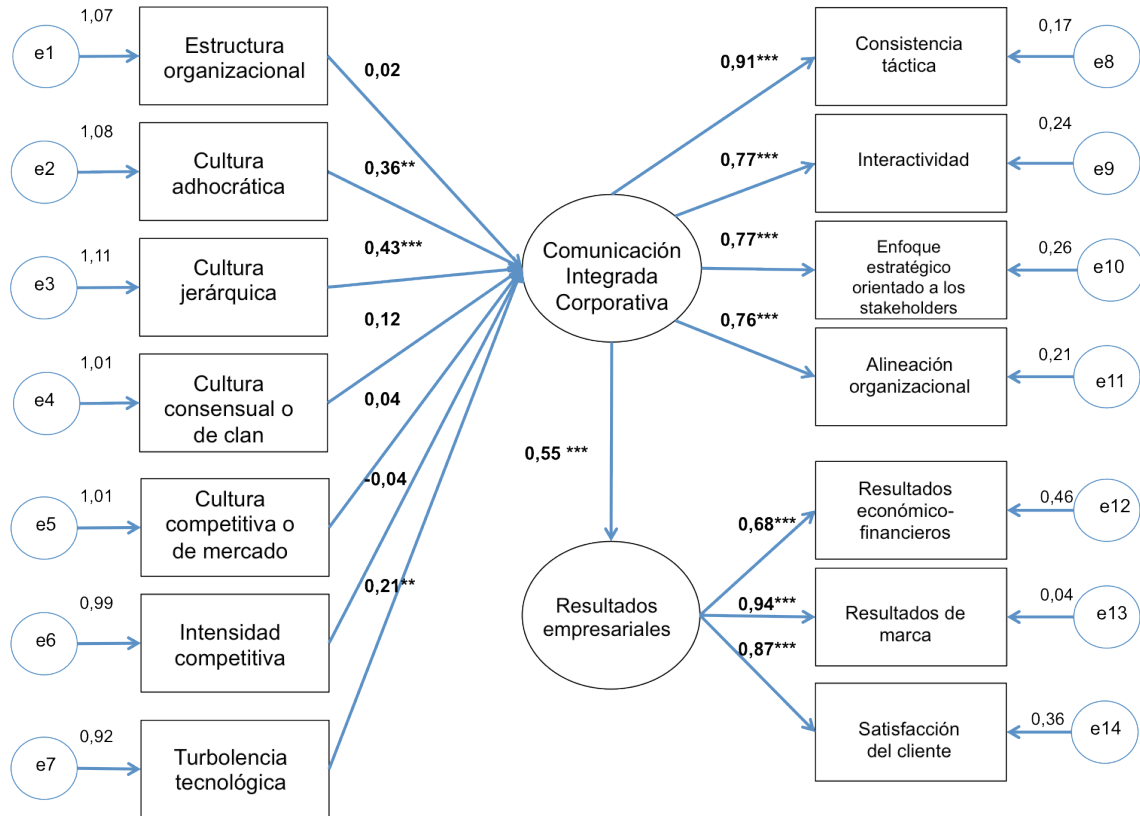 1,07
e1
Estructura
organizacional
0,02
1,08
e2
Cultura
adhocrática
0,36**
1,11
e3
Cultura
jerárquica
0,43***
1,01
e4
Cultura
consensual o
de clan
0,12
1,01
e5
Cultura
competitiva o
de mercado
0,04
0,99
e6
Intensidad
competitiva
-0,04
0,92
e7
Turbolencia
tecnológica
0,21**
Comunicación
Integrada
Corporativa
0,91***
Consistencia
táctica
0,17
e8
0,77***
Interactividad
0,24
e9
0,77***
Enfoque
estratégico
orientado a los
stakeholders
0,26
e10
0,76***
Alineación
organizacional
0,21
e11
0,55 ***
Resultados
empresariales
0,68***
Resultados
económico-
financieros
0,46
e12
0,94***
Resultados de
marca
0,04
e13
0,87***
Satisfacción
del cliente
0,36
e14